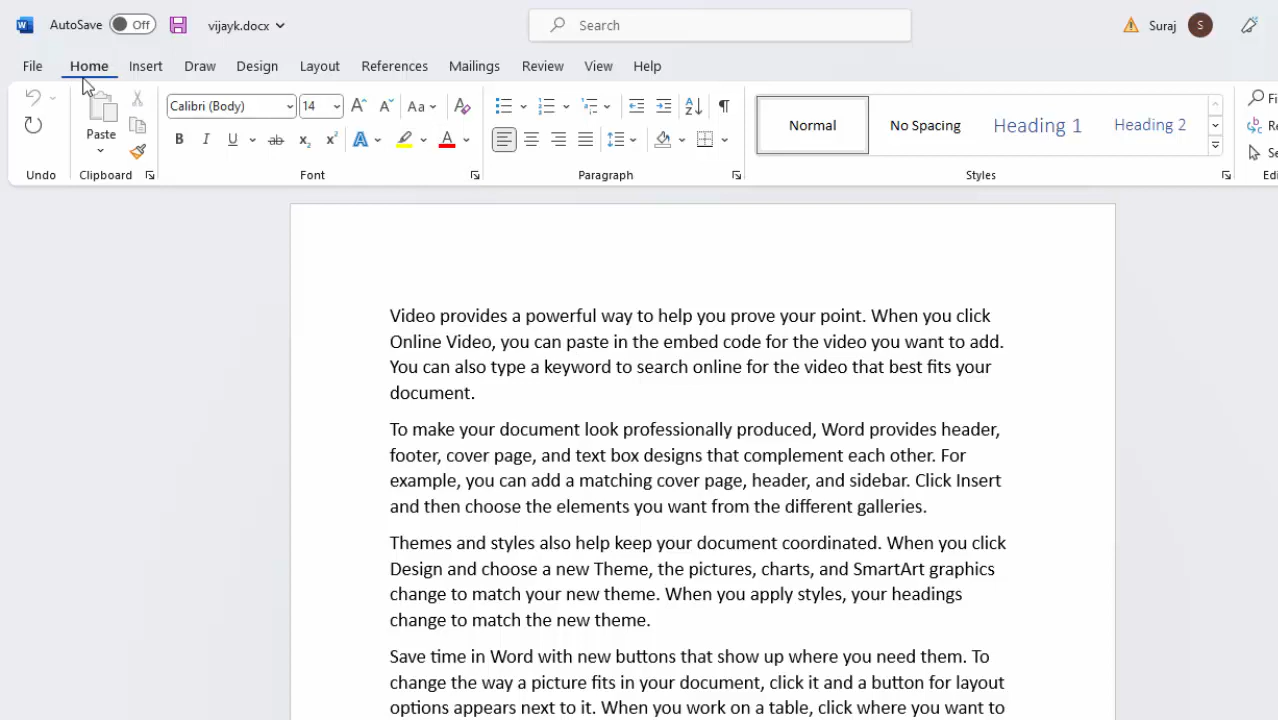 AutoSave Off vijayk.docx Search Suraj S
File Home Insert Draw Design Layout References Mailings Review View Help
Calibri (Body) 14 Aa
Paste
B I U ab x₂ x² A A
Normal No Spacing Heading 1 Heading 2
Undo Clipboard Font Paragraph Styles
Video provides a powerful way to help you prove your point. When you click
Online Video, you can paste in the embed code for the video you want to add.
You can also type a keyword to search online for the video that best fits your
document.
To make your document look professionally produced, Word provides header,
footer, cover page, and text box designs that complement each other. For
example, you can add a matching cover page, header, and sidebar. Click Insert
and then choose the elements you want from the different galleries.
Themes and styles also help keep your document coordinated. When you click
Design and choose a new Theme, the pictures, charts, and SmartArt graphics
change to match your new theme. When you apply styles, your headings
change to match the new theme.
Save time in Word with new buttons that show up where you need them. To
change the way a picture fits in your document, click it and a button for layout
options appears next to it. When you work on a table, click where you want to